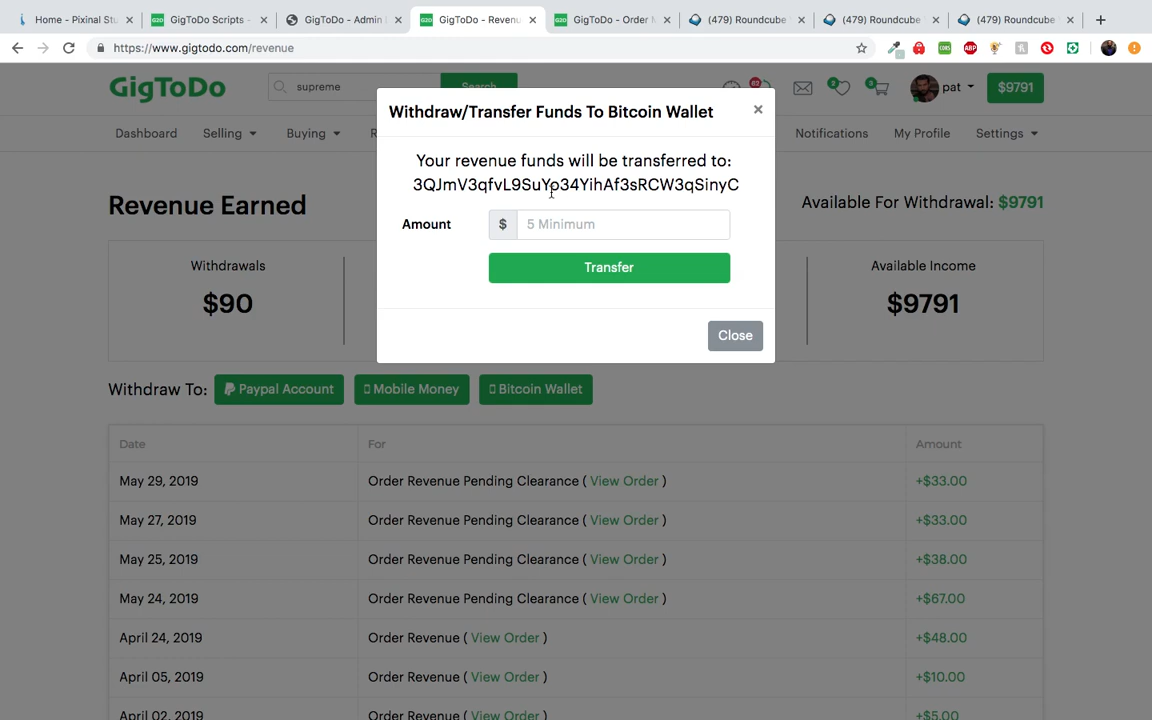 Home - Pixinal Stu
GigToDo Scripts -
GigToDo - Admin
GigToDo - Revenu
GigToDo - Order M
(479) Roundcube
(479) Roundcube
(479) Roundcube
https://www.gigtodo.com/revenue
GigToDo
supreme
Search
pat
$9791
Dashboard
Selling
Buying
Notifications
My Profile
Settings
Withdraw/Transfer Funds To Bitcoin Wallet
×
Your revenue funds will be transferred to:
3QJmV3qfvL9SuYo34YihAf3sRCW3qSinyC
Amount
$
5 Minimum
Transfer
Close
Revenue Earned
Available For Withdrawal: $9791
Withdrawals
$90
Available Income
$9791
Withdraw To:
Paypal Account
Mobile Money
Bitcoin Wallet
Date For Amount
May 29, 2019 Order Revenue Pending Clearance ( View Order ) +$33.00
May 27, 2019 Order Revenue Pending Clearance ( View Order ) +$33.00
May 25, 2019 Order Revenue Pending Clearance ( View Order ) +$38.00
May 24, 2019 Order Revenue Pending Clearance ( View Order ) +$67.00
April 24, 2019 Order Revenue ( View Order ) +$48.00
April 05, 2019 Order Revenue ( View Order ) +$10.00
April 02, 2019 Order Revenue ( View Order ) +$5.00